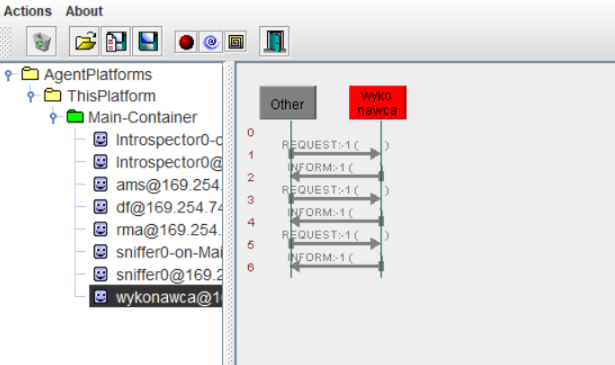 Actions About
AgentPlatforms
ThisPlatform
Main-Container
Introspector0-c
Introspector0@
ams@169.254.
df@169.254.74
rma@169.254.
sniffer0-on-Mai
sniffer0@169.2
wykonawca@1
Other
wyko
nawca
0
REQUEST:-1 ( )
1
INFORM:-1 (
2
REQUEST:-1 ( )
3
INFORM:-1 (
4
REQUEST:-1 ( )
5
INFORM:-1 (
6